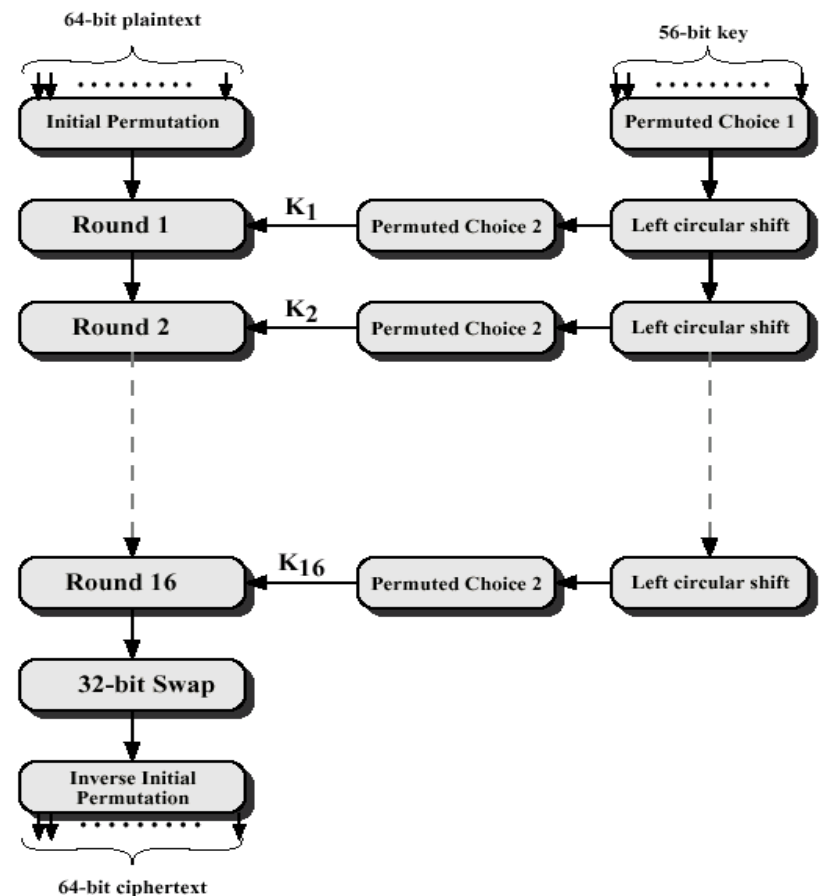 64-bit plaintext
56-bit key
Initial Permutation
Permuted Choice 1
Round 1
K1
Permuted Choice 2
Left circular shift
Round 2
K2
Permuted Choice 2
Left circular shift
Round 16
K16
Permuted Choice 2
Left circular shift
32-bit Swap
Inverse Initial
Permutation
64-bit ciphertext